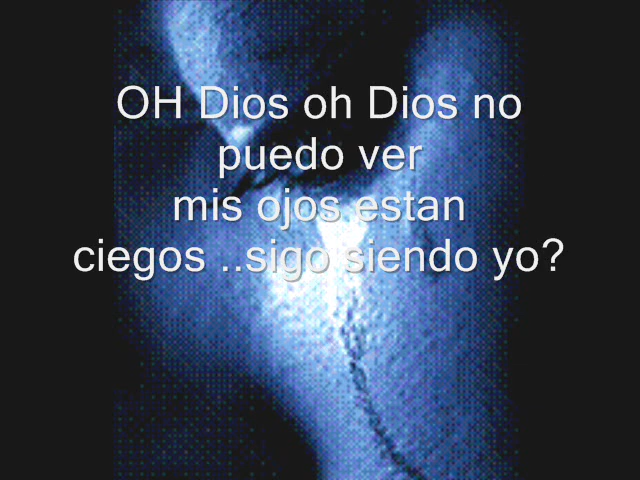 OH Dios oh Dios no
puedo ver
mis ojos estan
ciegos ..sigo siendo yo?